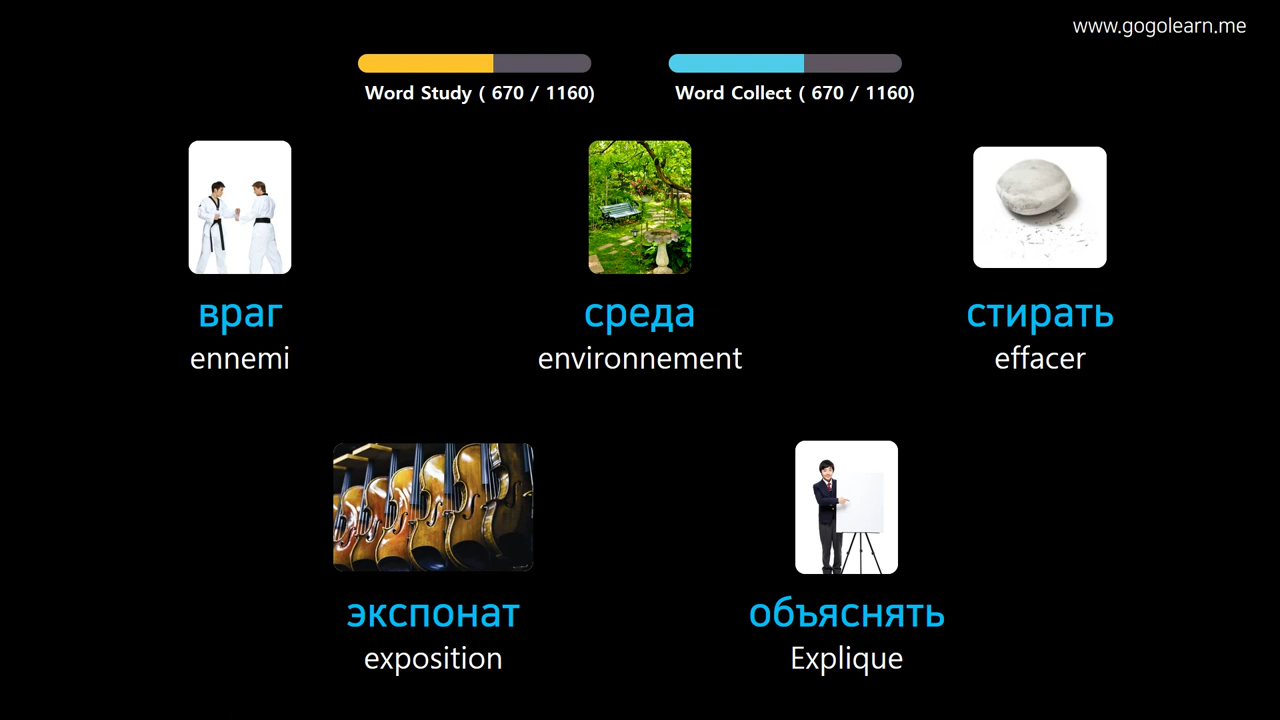 www.gogolearn.me
Word Study ( 670 / 1160)
Word Collect ( 670 / 1160)
враг
ennemi
среда
environnement
стирать
effacer
экспонат
exposition
объяснять
Explique